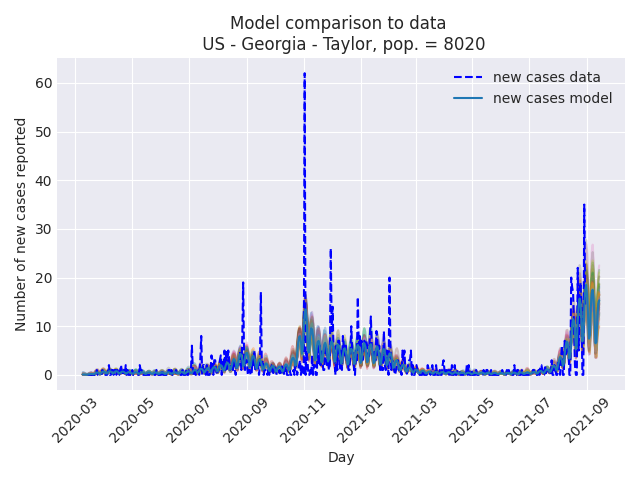 Model comparison to data
US - Georgia - Taylor, pop. = 8020
new cases data
new cases model
Number of new cases reported
60
50
40
30
20
10
0
2020-03
2020-05
2020-07
2020-09
2020-11
2021-01
2021-03
2021-05
2021-07
2021-09
Day